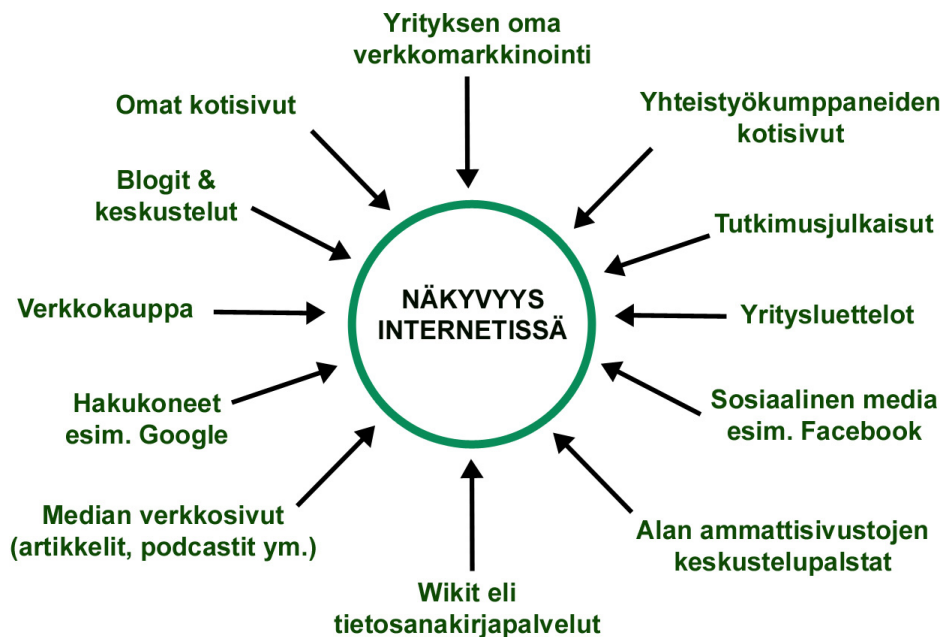 Yrityksen oma
verkkomarkkinointi
Omat kotisivut
Yhteistyökumppaneiden
kotisivut
Blogit &
keskustelut
Tutkimusjulkaisut
NÄKYVYYS
INTERNETISSÄ
Verkkokauppa
Yritysluettelot
Hakukoneet
esim. Google
Sosiaalinen media
esim. Facebook
Median verkkosivut
(artikkelit, podcastit ym.)
Alan ammattisivustojen
keskustelupalstat
Wikit eli
tietosanakirjapalvelut